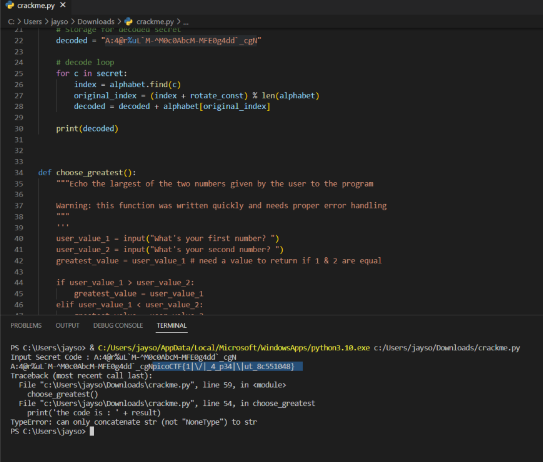 crackme.py ×
C: > Users > jayso > Downloads > crackme.py > ...
21 # Storage for decoded secret
22 decoded = "A:4@r%uL`M-^M0c0AbcM-MFE0g4dd`_cgN"
23
24 # decode loop
25 for c in secret:
26 index = alphabet.find(c)
27 original_index = (index + rotate_const) % len(alphabet)
28 decoded = decoded + alphabet[original_index]
29
30 print(decoded)
31
32
33
34 def choose_greatest():
35 """Echo the largest of the two numbers given by the user to the program
36
37 Warning: this function was written quickly and needs proper error handling
38 """
39 '''
40 user_value_1 = input("What's your first number? ")
41 user_value_2 = input("What's your second number? ")
42 greatest_value = user_value_1 # need a value to return if 1 & 2 are equal
43
44 if user_value_1 > user_value_2:
45 greatest_value = user_value_1
46 elif user_value_1 < user_value_2:
PROBLEMS OUTPUT DEBUG CONSOLE TERMINAL
PS C:\Users\jayso> & C:/Users/jayso/AppData/Local/Microsoft/WindowsApps/python3.10.exe c:/Users/jayso/Downloads/crackme.py
Input Secret Code : A:4@r%uL`M-^M0c0AbcM-MFE0g4dd`_cgN
A:4@r%uL`M-^M0c0AbcM-MFE0g4dd`_cgNpicoCTF{1|\/|_4_p34|\|ut_8c551048}
Traceback (most recent call last):
File "c:\Users\jayso\Downloads\crackme.py", line 59, in <module>
choose_greatest()
File "c:\Users\jayso\Downloads\crackme.py", line 54, in choose_greatest
print('the code is : ' + result)
TypeError: can only concatenate str (not "NoneType") to str
PS C:\Users\jayso>